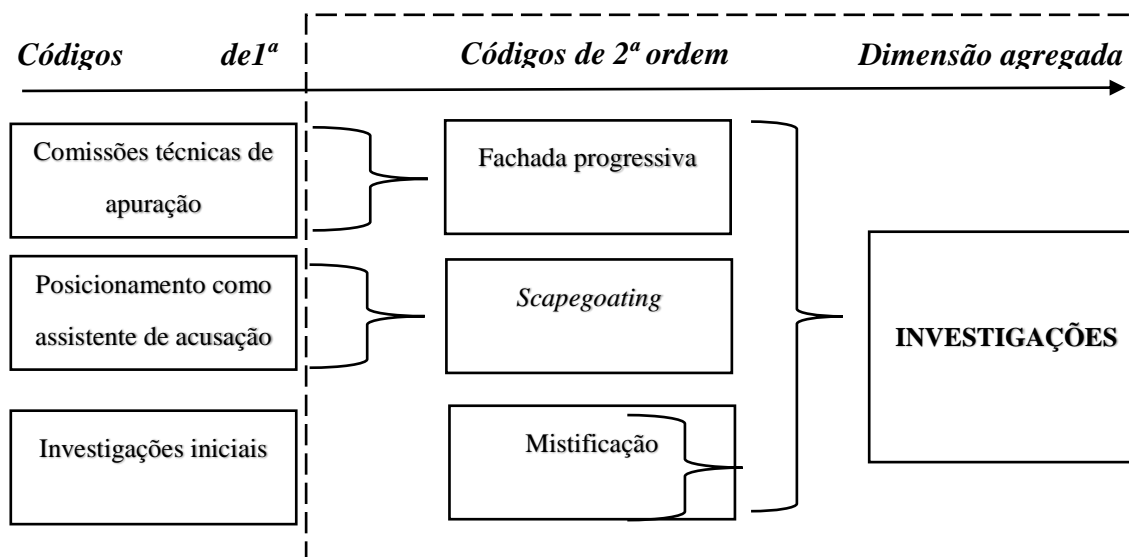 Códigos de1ª
Códigos de 2ª ordem
Dimensão agregada
Comissões técnicas de
apuração
Fachada progressiva
Posicionamento como
assistente de acusação
Scapegoating
INVESTIGAÇÕES
Investigações iniciais
Mistificação